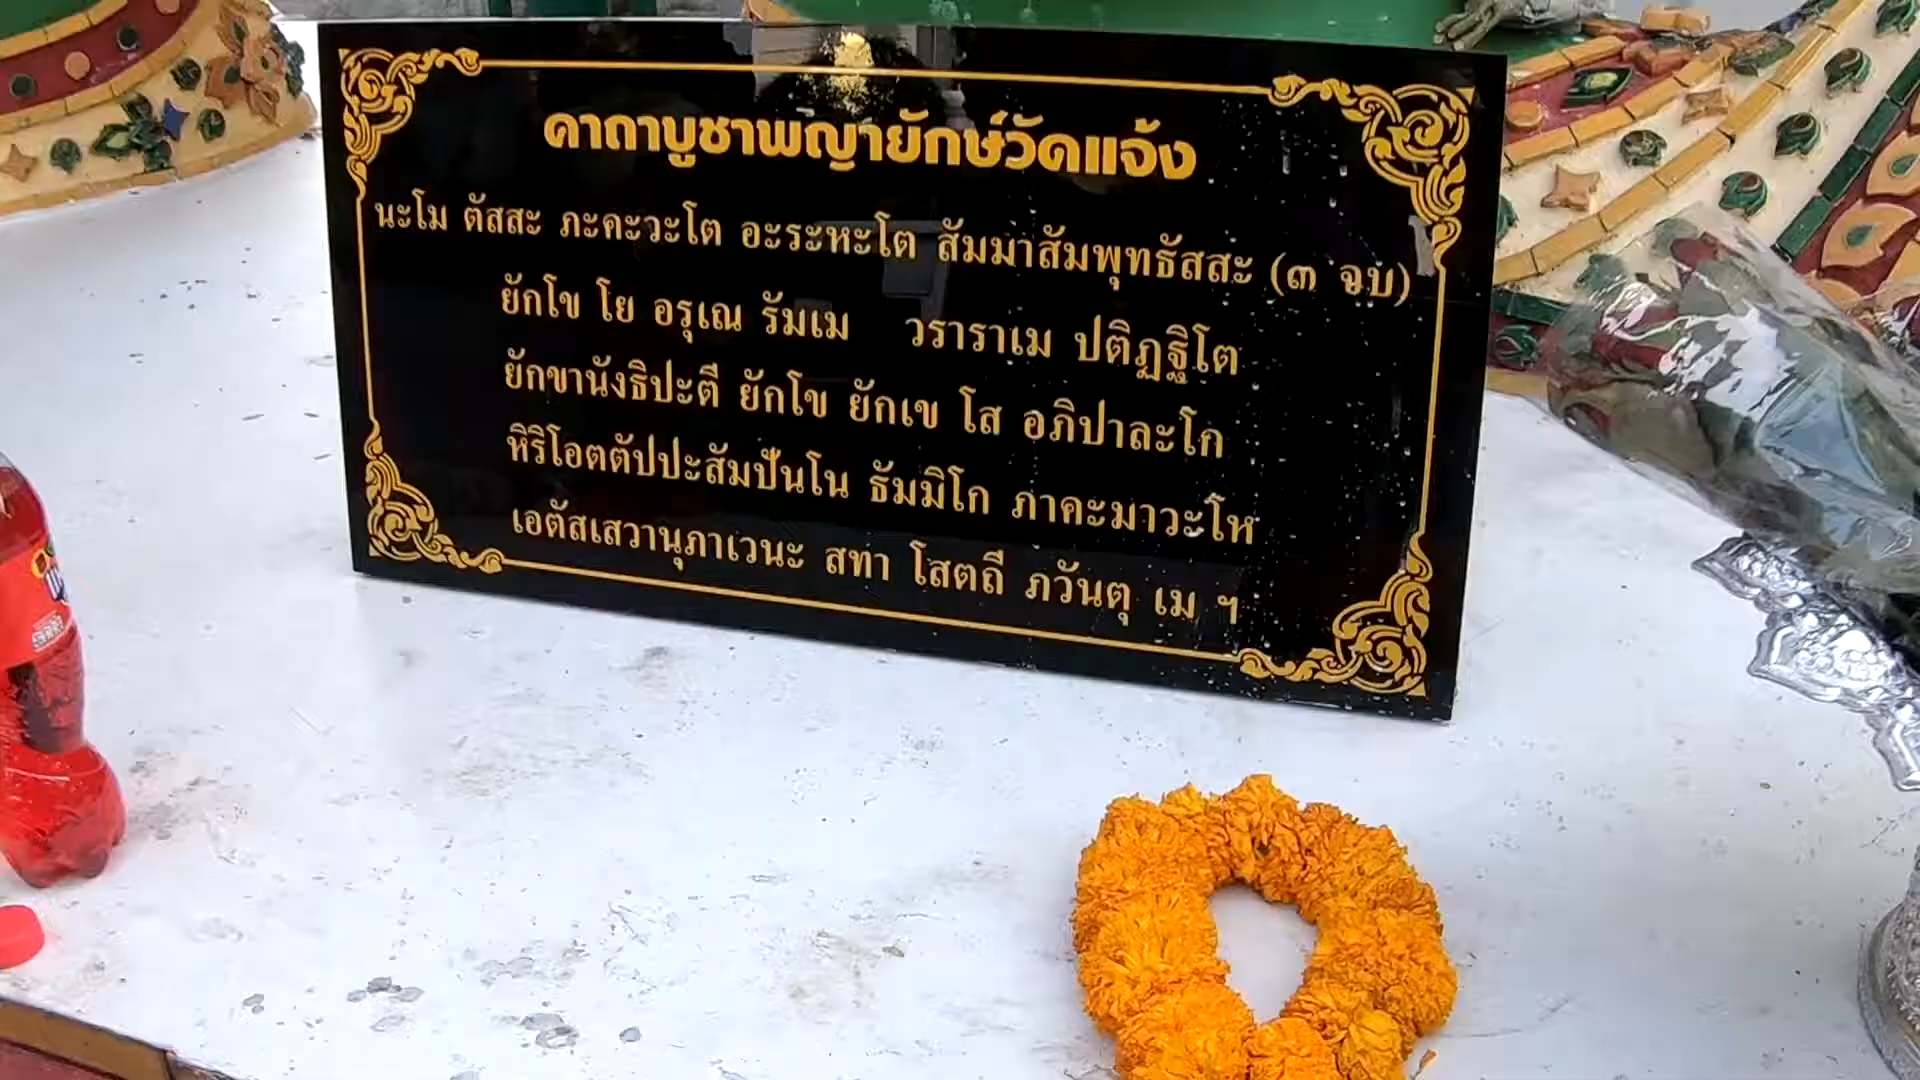 คาถาบูชาพญายักษ์วัดแจ้ง
นะโม ตัสสะ ภะคะวะโต อะระหะโต สัมมาสัมพุทธัสสะ (๓ จบ)
ยักโข โย อรุเณ รัมเม วราราเม ปติฏฐิโต
ยักขานังธิปะตี ยักโข ยักเข โส อภิปาละโก
หิริโอตตัปปะสัมปันโน ธัมมิโก ภาคะมาวะโห
เอตัสเสวานุภาเวนะ สทา โสตถี ภวันตุ เม ฯ